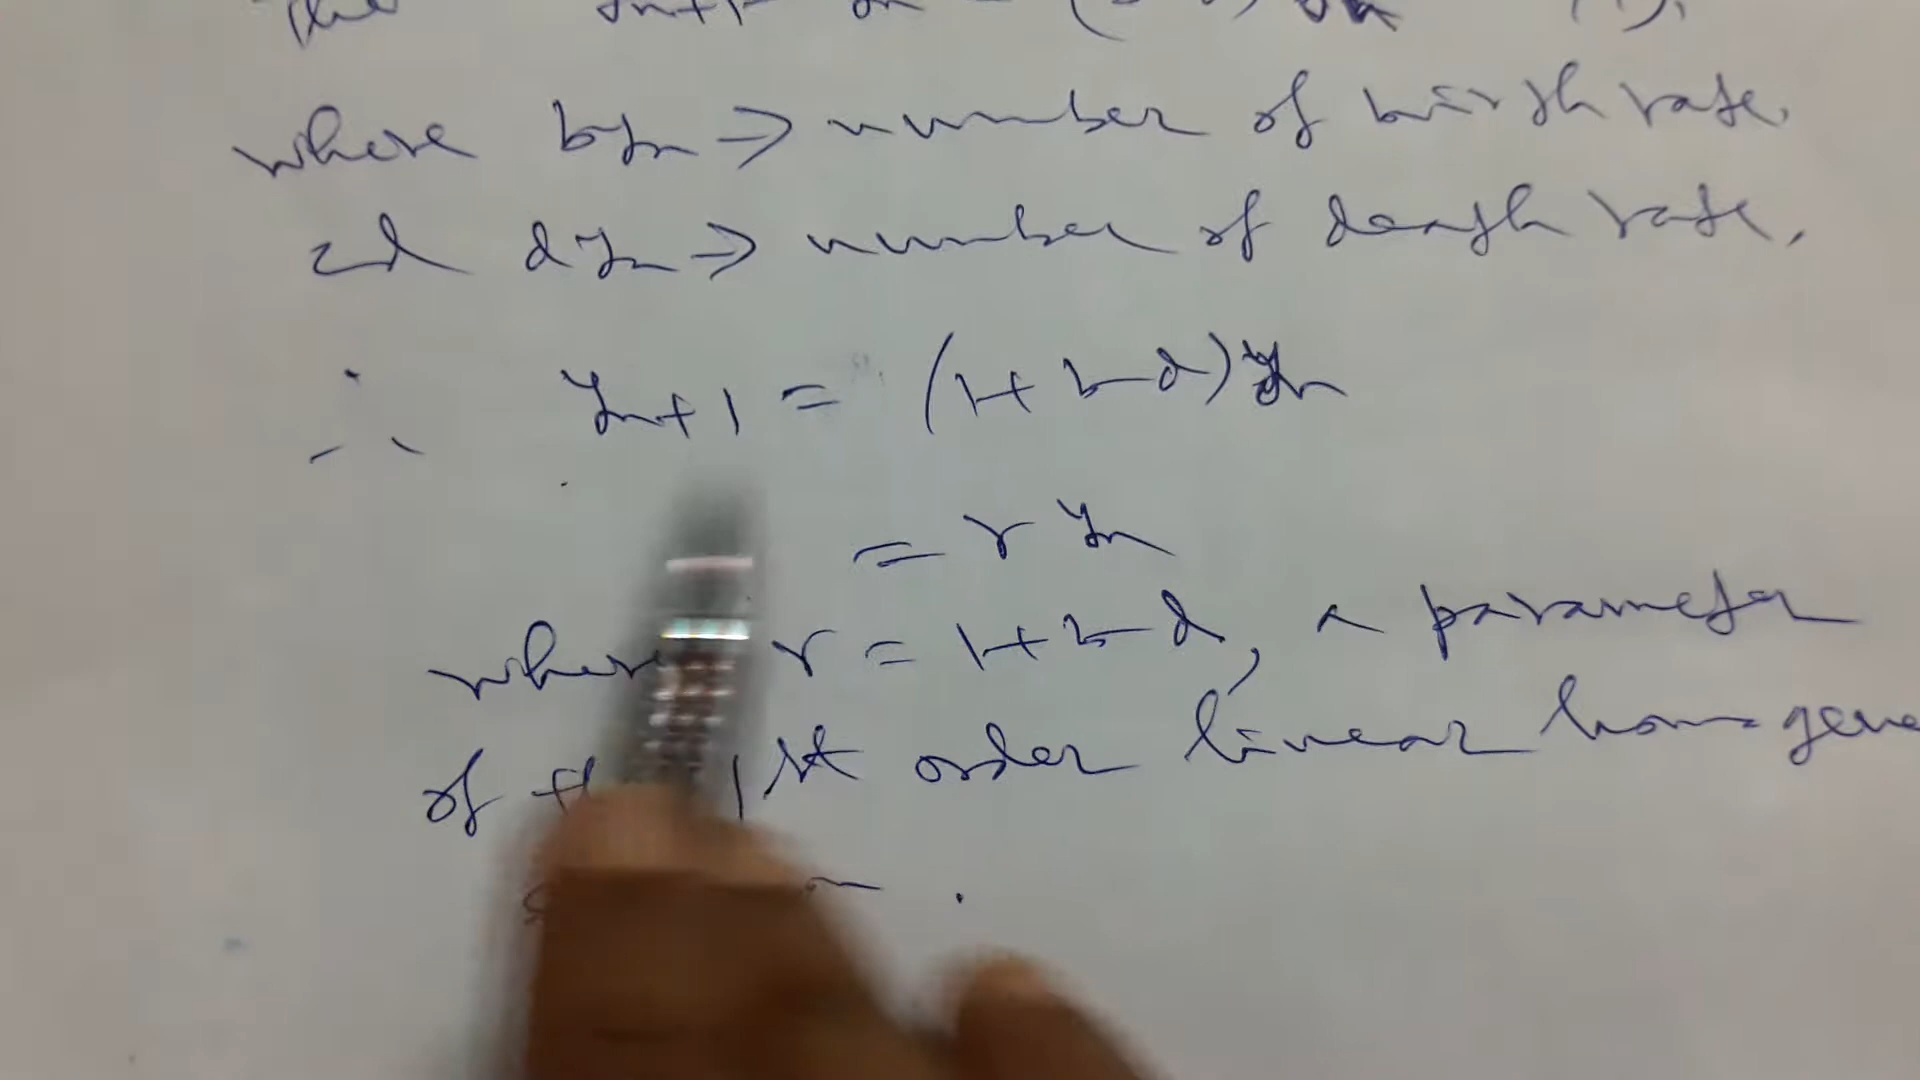 where by_n ⇒ number of birth rate.
and dy_n ⇒ number of death rate.
∴ y_n+1 = (1+b-d)y_n
= r y_n
where r = 1+b-d, a parameter
of the 1st order linear homogene